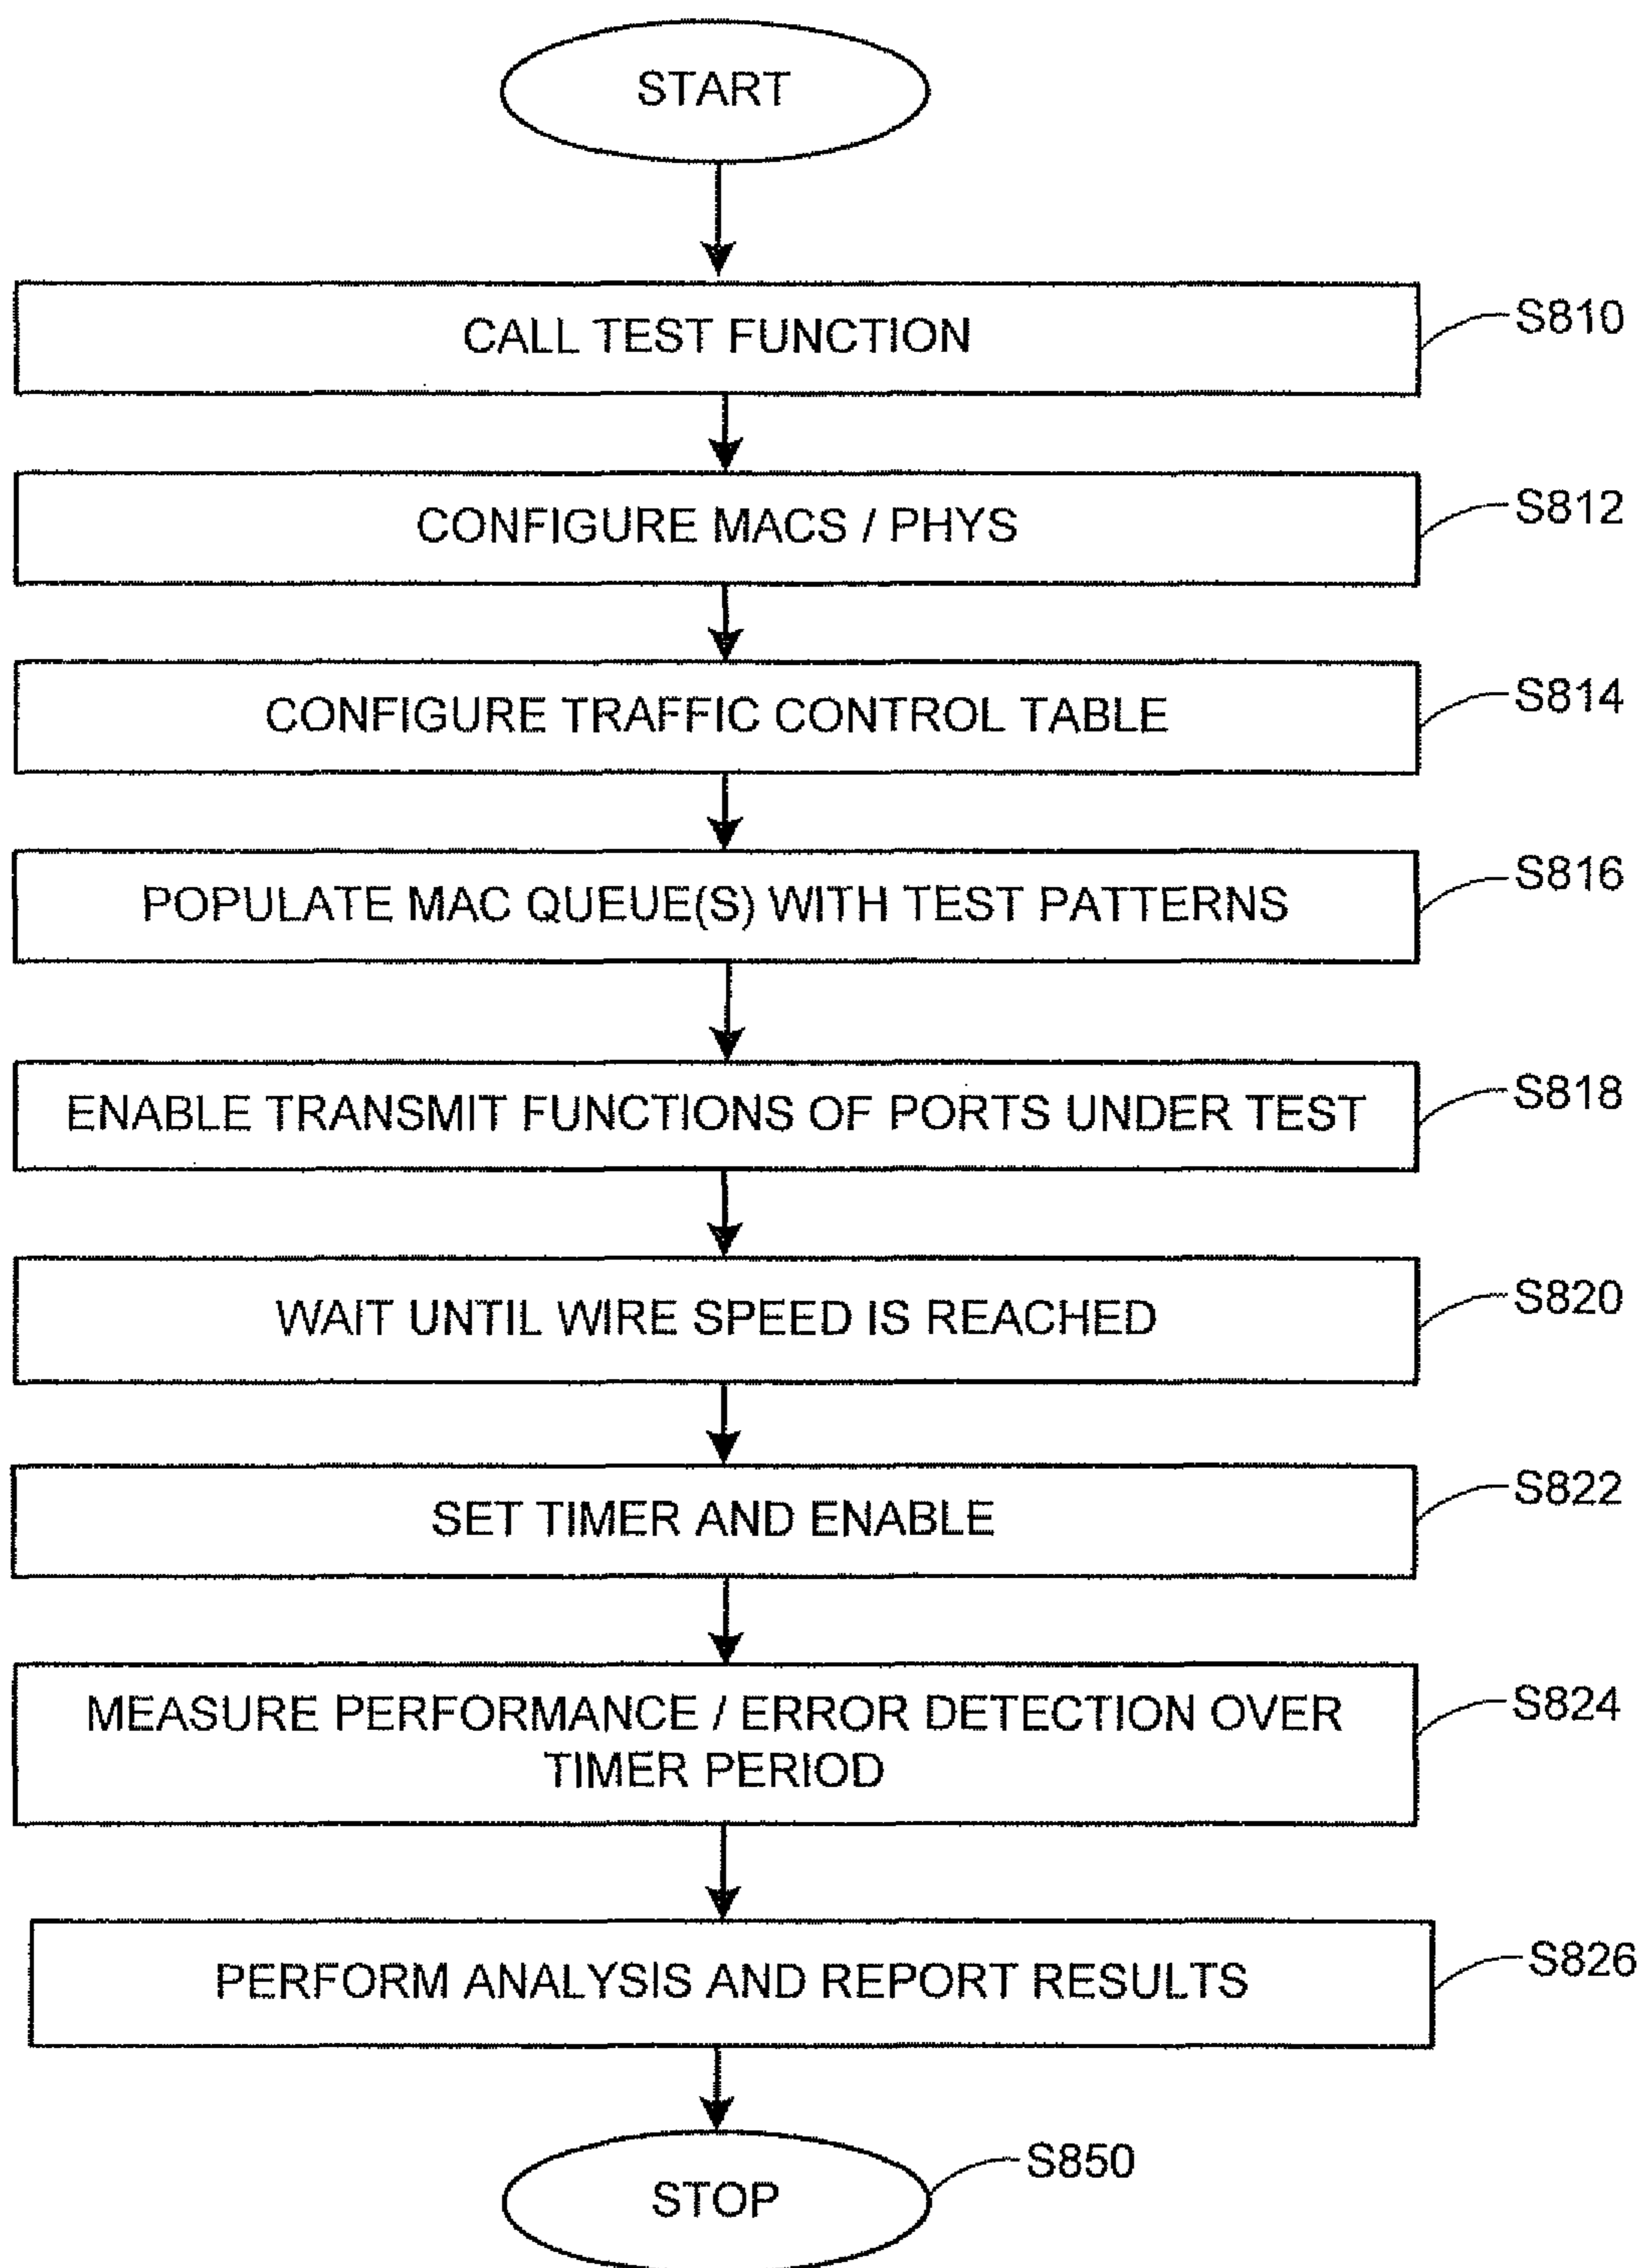 START
CALL TEST FUNCTION
S810
CONFIGURE MACS / PHYS
S812
CONFIGURE TRAFFIC CONTROL TABLE
S814
POPULATE MAC QUEUE(S) WITH TEST PATTERNS
S816
ENABLE TRANSMIT FUNCTIONS OF PORTS UNDER TEST
S818
WAIT UNTIL WIRE SPEED IS REACHED
S820
SET TIMER AND ENABLE
S822
MEASURE PERFORMANCE / ERROR DETECTION OVER
TIMER PERIOD
S824
PERFORM ANALYSIS AND REPORT RESULTS
S826
STOP
S850